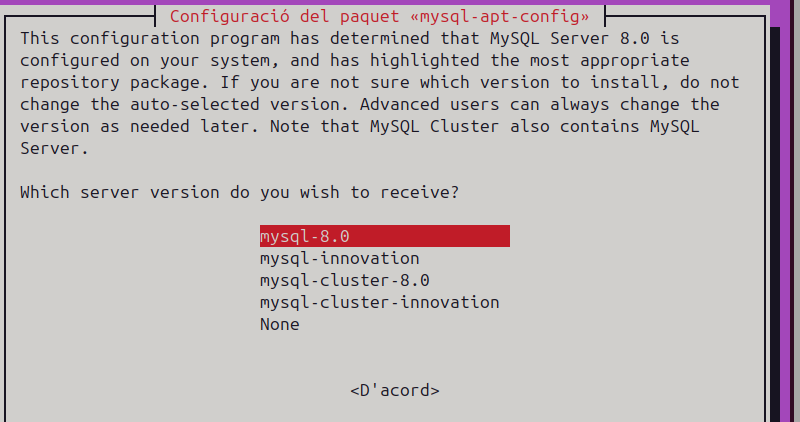 Configuració del paquet «mysql-apt-config»
This configuration program has determined that MySQL Server 8.0 is
configured on your system, and has highlighted the most appropriate
repository package. If you are not sure which version to install, do not
change the auto-selected version. Advanced users can always change the
version as needed later. Note that MySQL Cluster also contains MySQL
Server.
Which server version do you wish to receive?
mysql-8.0
mysql-innovation
mysql-cluster-8.0
mysql-cluster-innovation
None
<D'acord>